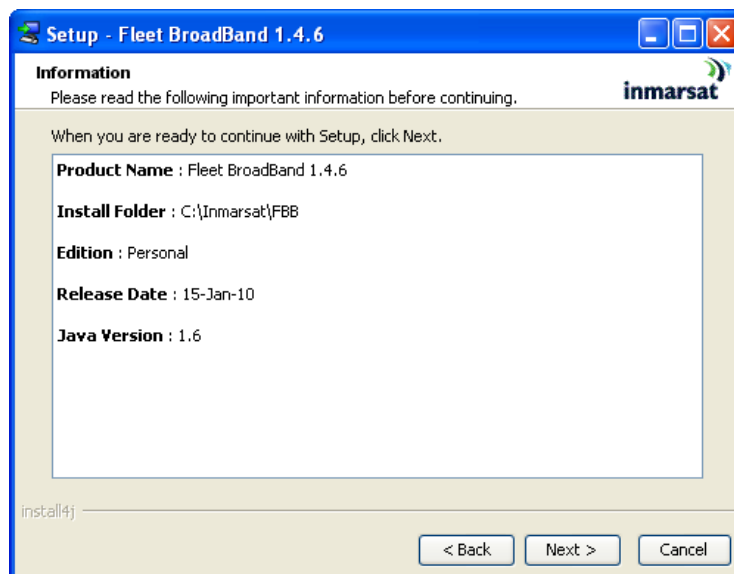 Setup - Fleet BroadBand 1.4.6
Information
Please read the following important information before continuing.
inmarsat
When you are ready to continue with Setup, click Next.
Product Name : Fleet BroadBand 1.4.6
Install Folder : C:\Inmarsat\FBB
Edition : Personal
Release Date : 15-Jan-10
Java Version : 1.6
install4j
< Back
Next >
Cancel